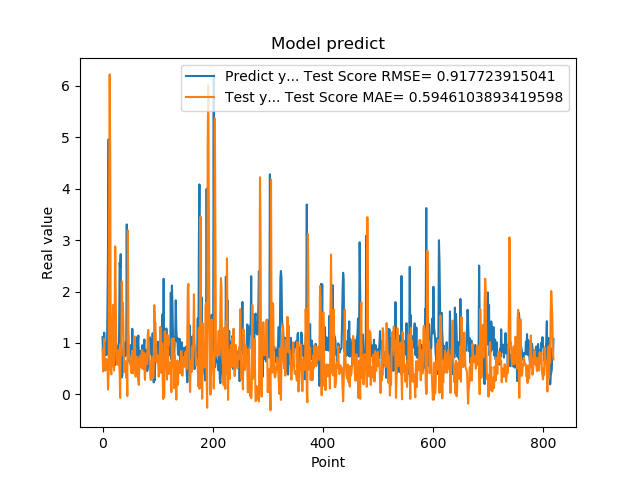 Model predict
Predict y... Test Score RMSE= 0.917723915041
Test y... Test Score MAE= 0.5946103893419598
Real value
6
5
4
3
2
1
0
0 200 400 600 800
Point